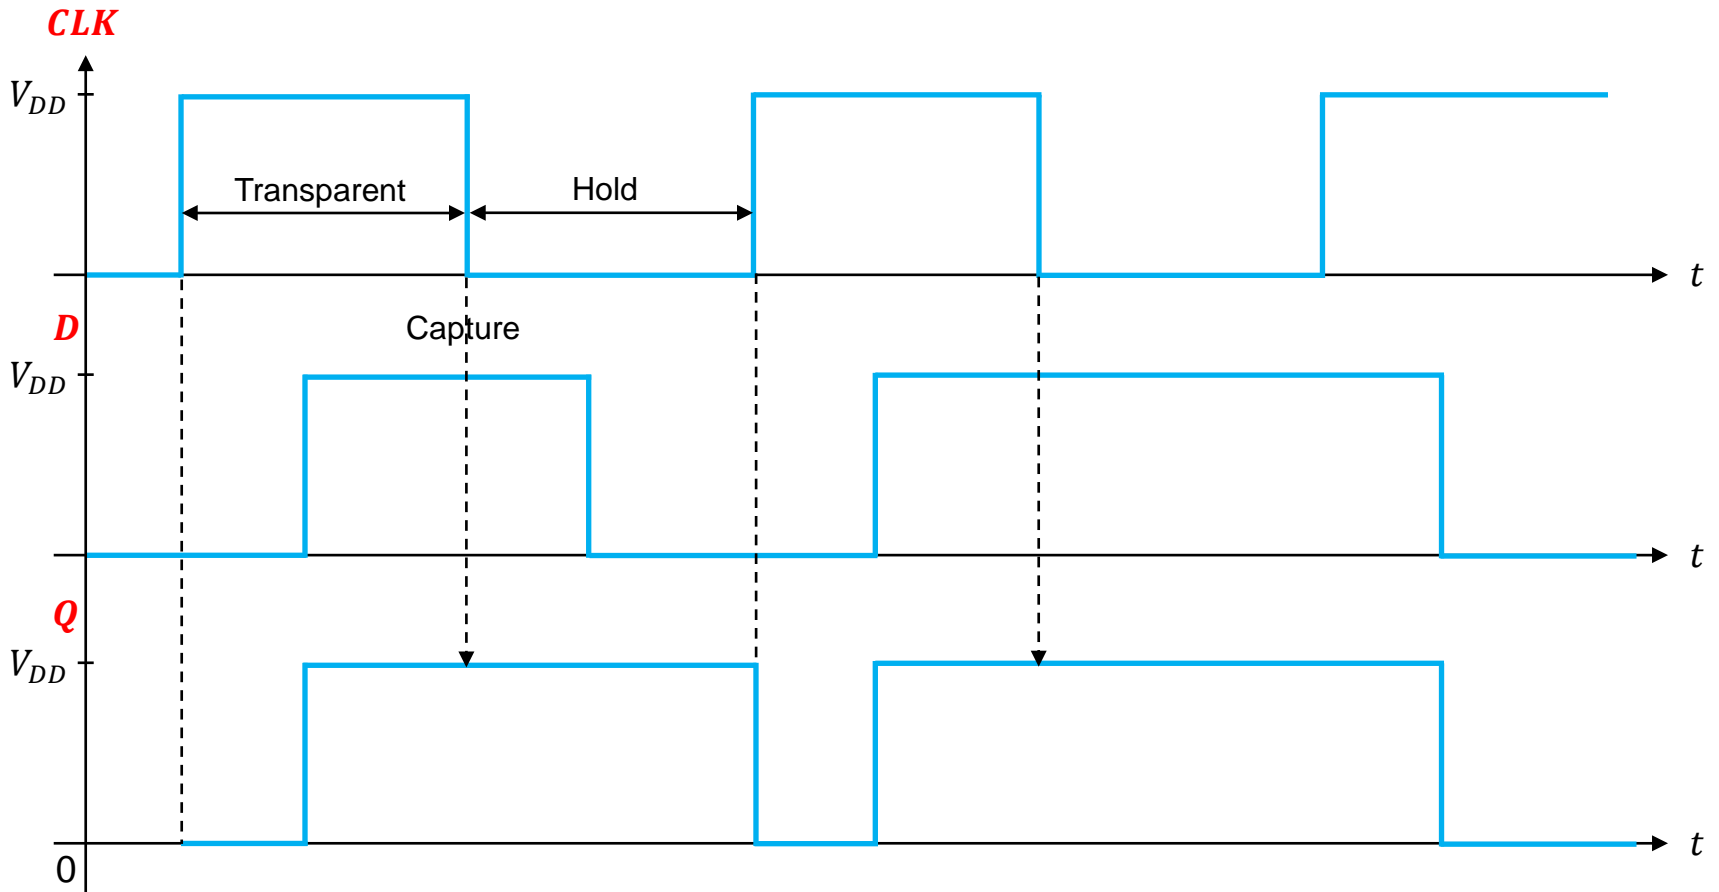 CLK
V_DD
Transparent
Hold
t
D
Capture
V_DD
t
Q
V_DD
t
0